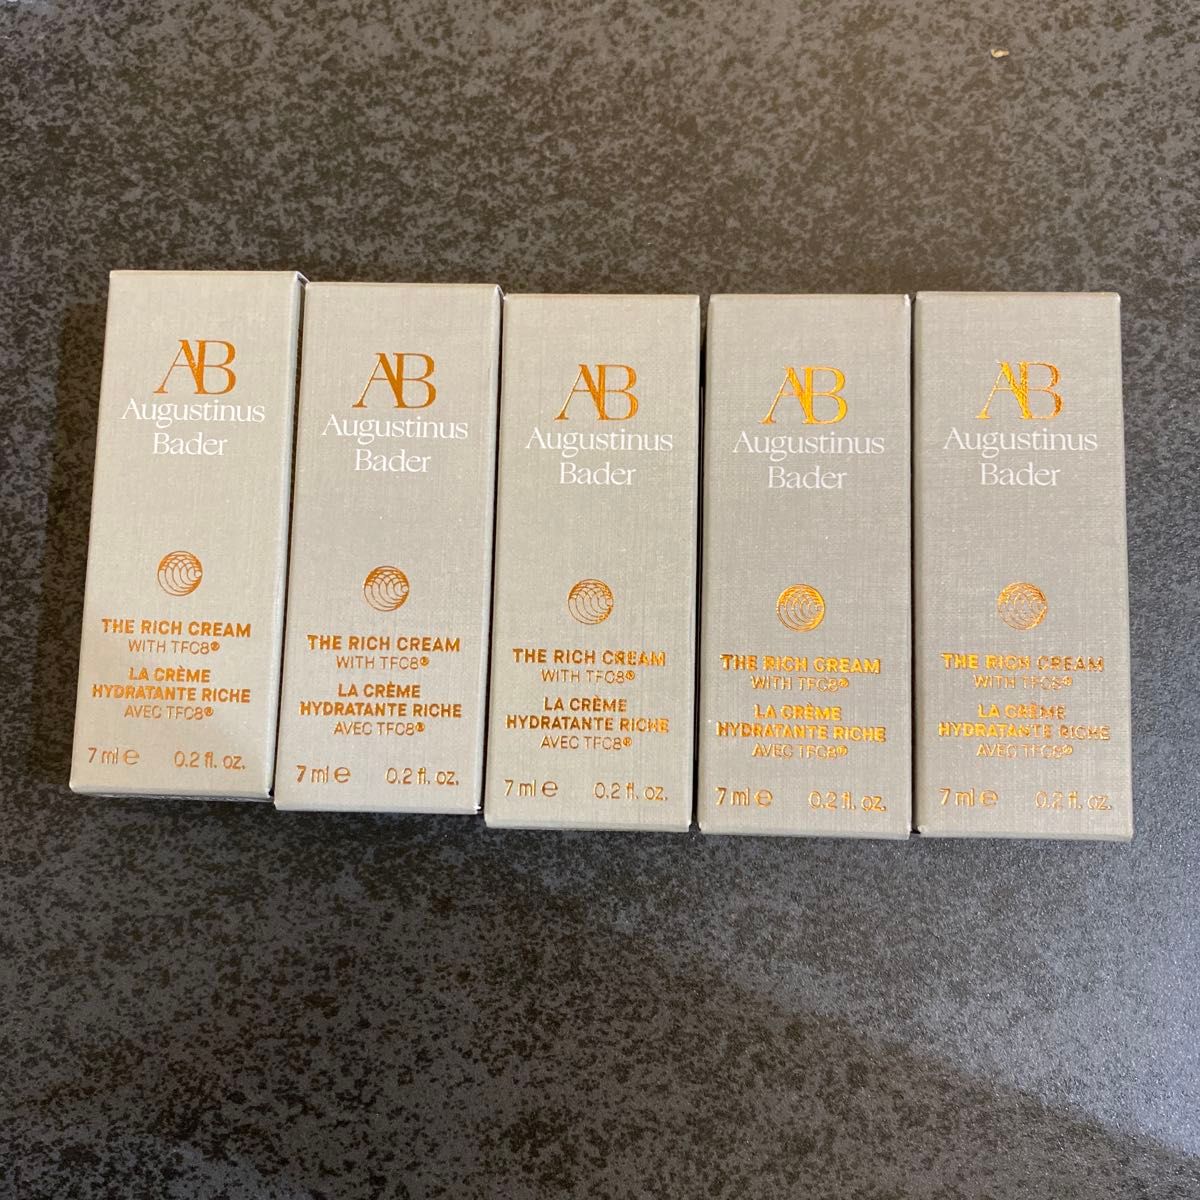 AB
Augustinus
Bader
THE RICH CREAM
WITH TFC8®
LA CRÈME
HYDRATANTE RICHE
AVEC TFC8®
7 ml ℮ 0.2 fl. oz.
AB
Augustinus
Bader
THE RICH CREAM
WITH TFC8®
LA CRÈME
HYDRATANTE RICHE
AVEC TFC8®
7 ml ℮ 0.2 fl. oz.
AB
Augustinus
Bader
THE RICH CREAM
WITH TFC8®
LA CRÈME
HYDRATANTE RICHE
AVEC TFC8®
7 ml ℮ 0.2 fl. oz.
AB
Augustinus
Bader
THE RICH CREAM
WITH TFC8®
LA CRÈME
HYDRATANTE RICHE
AVEC TFC8®
7 ml ℮ 0.2 fl. oz.
AB
Augustinus
Bader
THE RICH CREAM
WITH TFC8®
LA CRÈME
HYDRATANTE RICHE
AVEC TFC8®
7 ml ℮ 0.2 fl. oz.